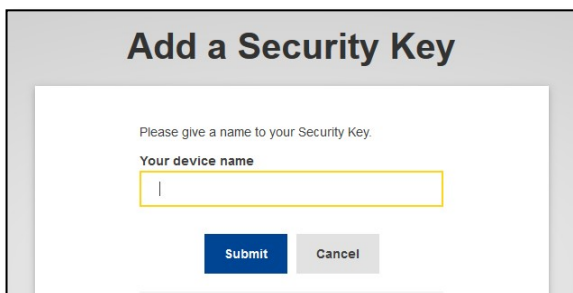 Add a Security Key
Please give a name to your Security Key.
Your device name
Submit Cancel